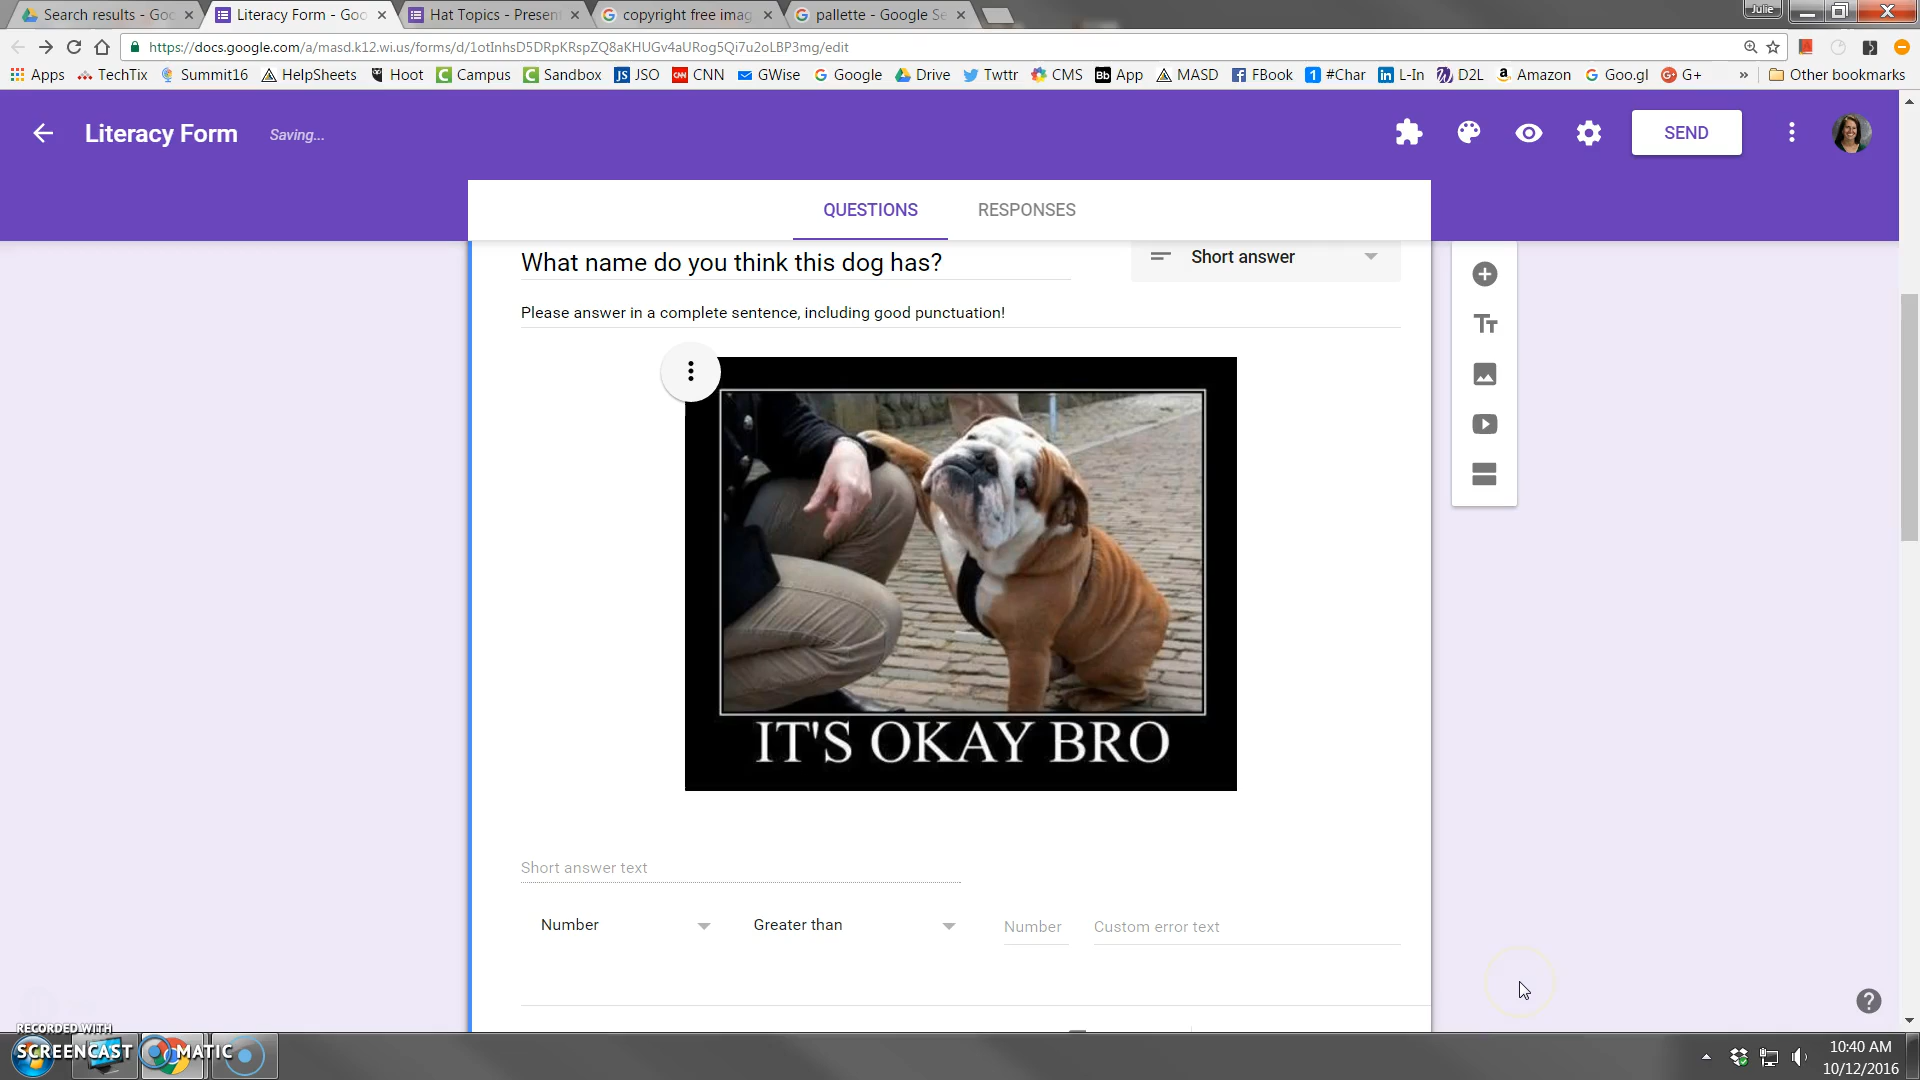 Search results - Goo
Literacy Form - Goo
Hat Topics - Present
copyright free imag
pallette - Google Se
Julie
https://docs.google.com/a/masd.k12.wi.us/forms/d/1otInhsD5DRpKRspZQ8aKHUGv4aURog5Qi7u2oLBP3mg/edit
Apps TechTix Summit16 HelpSheets Hoot Campus Sandbox JSO CNN GWise Google Drive Twttr CMS App MASD FBook #Char L-In D2L Amazon Goo.gl G+ » Other bookmarks
Literacy Form Saving...
SEND
QUESTIONS RESPONSES
What name do you think this dog has?
Short answer
Please answer in a complete sentence, including good punctuation!
IT'S OKAY BRO
Short answer text
Number Greater than Number Custom error text
RECORDED WITH
SCREENCAST MATIC
10:40 AM
10/12/2016